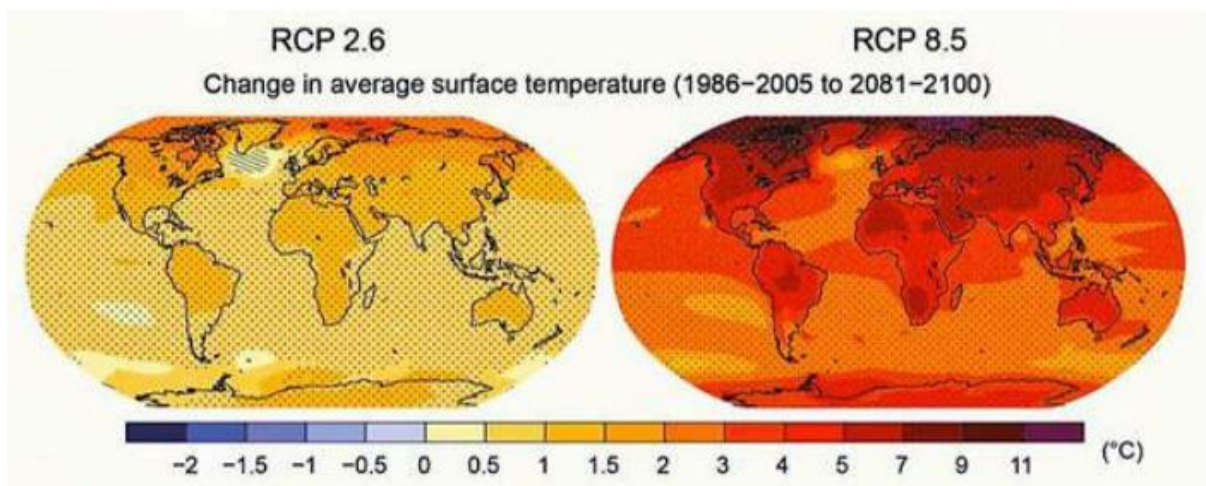 RCP 2.6 RCP 8.5
Change in average surface temperature (1986−2005 to 2081−2100)
−2 −1.5 −1 −0.5 0 0.5 1 1.5 2 3 4 5 7 9 11 (°C)